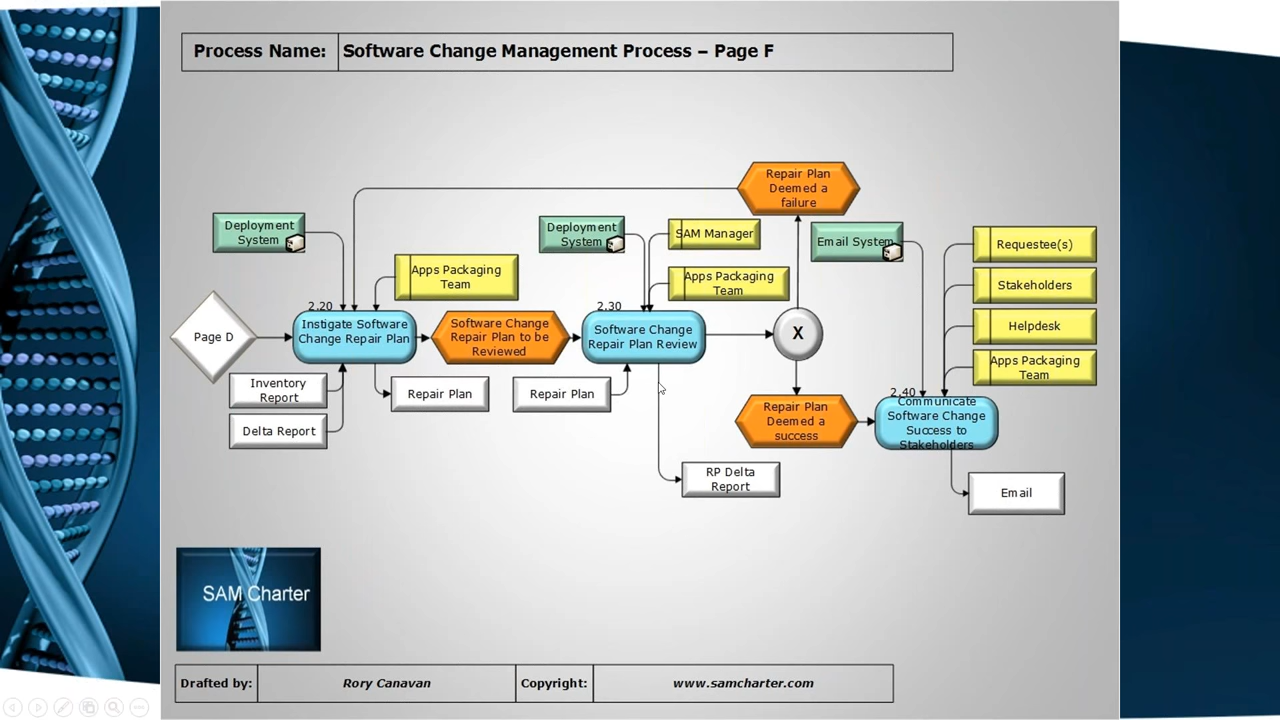 Process Name:
Software Change Management Process – Page F
Repair Plan
Deemed a
failure
Deployment
System
Deployment
System
SAM Manager
Email System
Requestee(s)
Apps Packaging
Team
Apps Packaging
Team
Stakeholders
Helpdesk
Apps Packaging
Team
Page D
2.20
Instigate Software
Change Repair Plan
Software Change
Repair Plan to be
Reviewed
2.30
Software Change
Repair Plan Review
X
Inventory
Report
Delta Report
Repair Plan
Repair Plan
Repair Plan
Deemed a
success
2.40
Communicate
Software Change
Success to
Stakeholders
RP Delta
Report
Email
SAM Charter
Drafted by:
Rory Canavan
Copyright:
www.samcharter.com